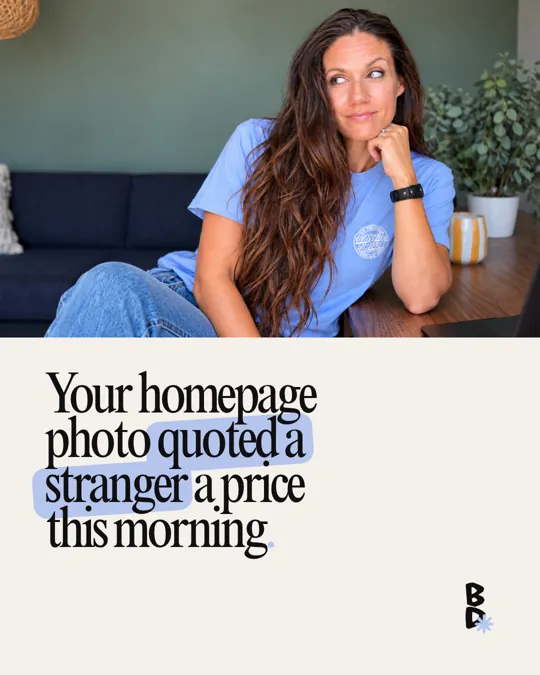 Your homepage
photo quoted a
stranger a price
this morning.
B
D